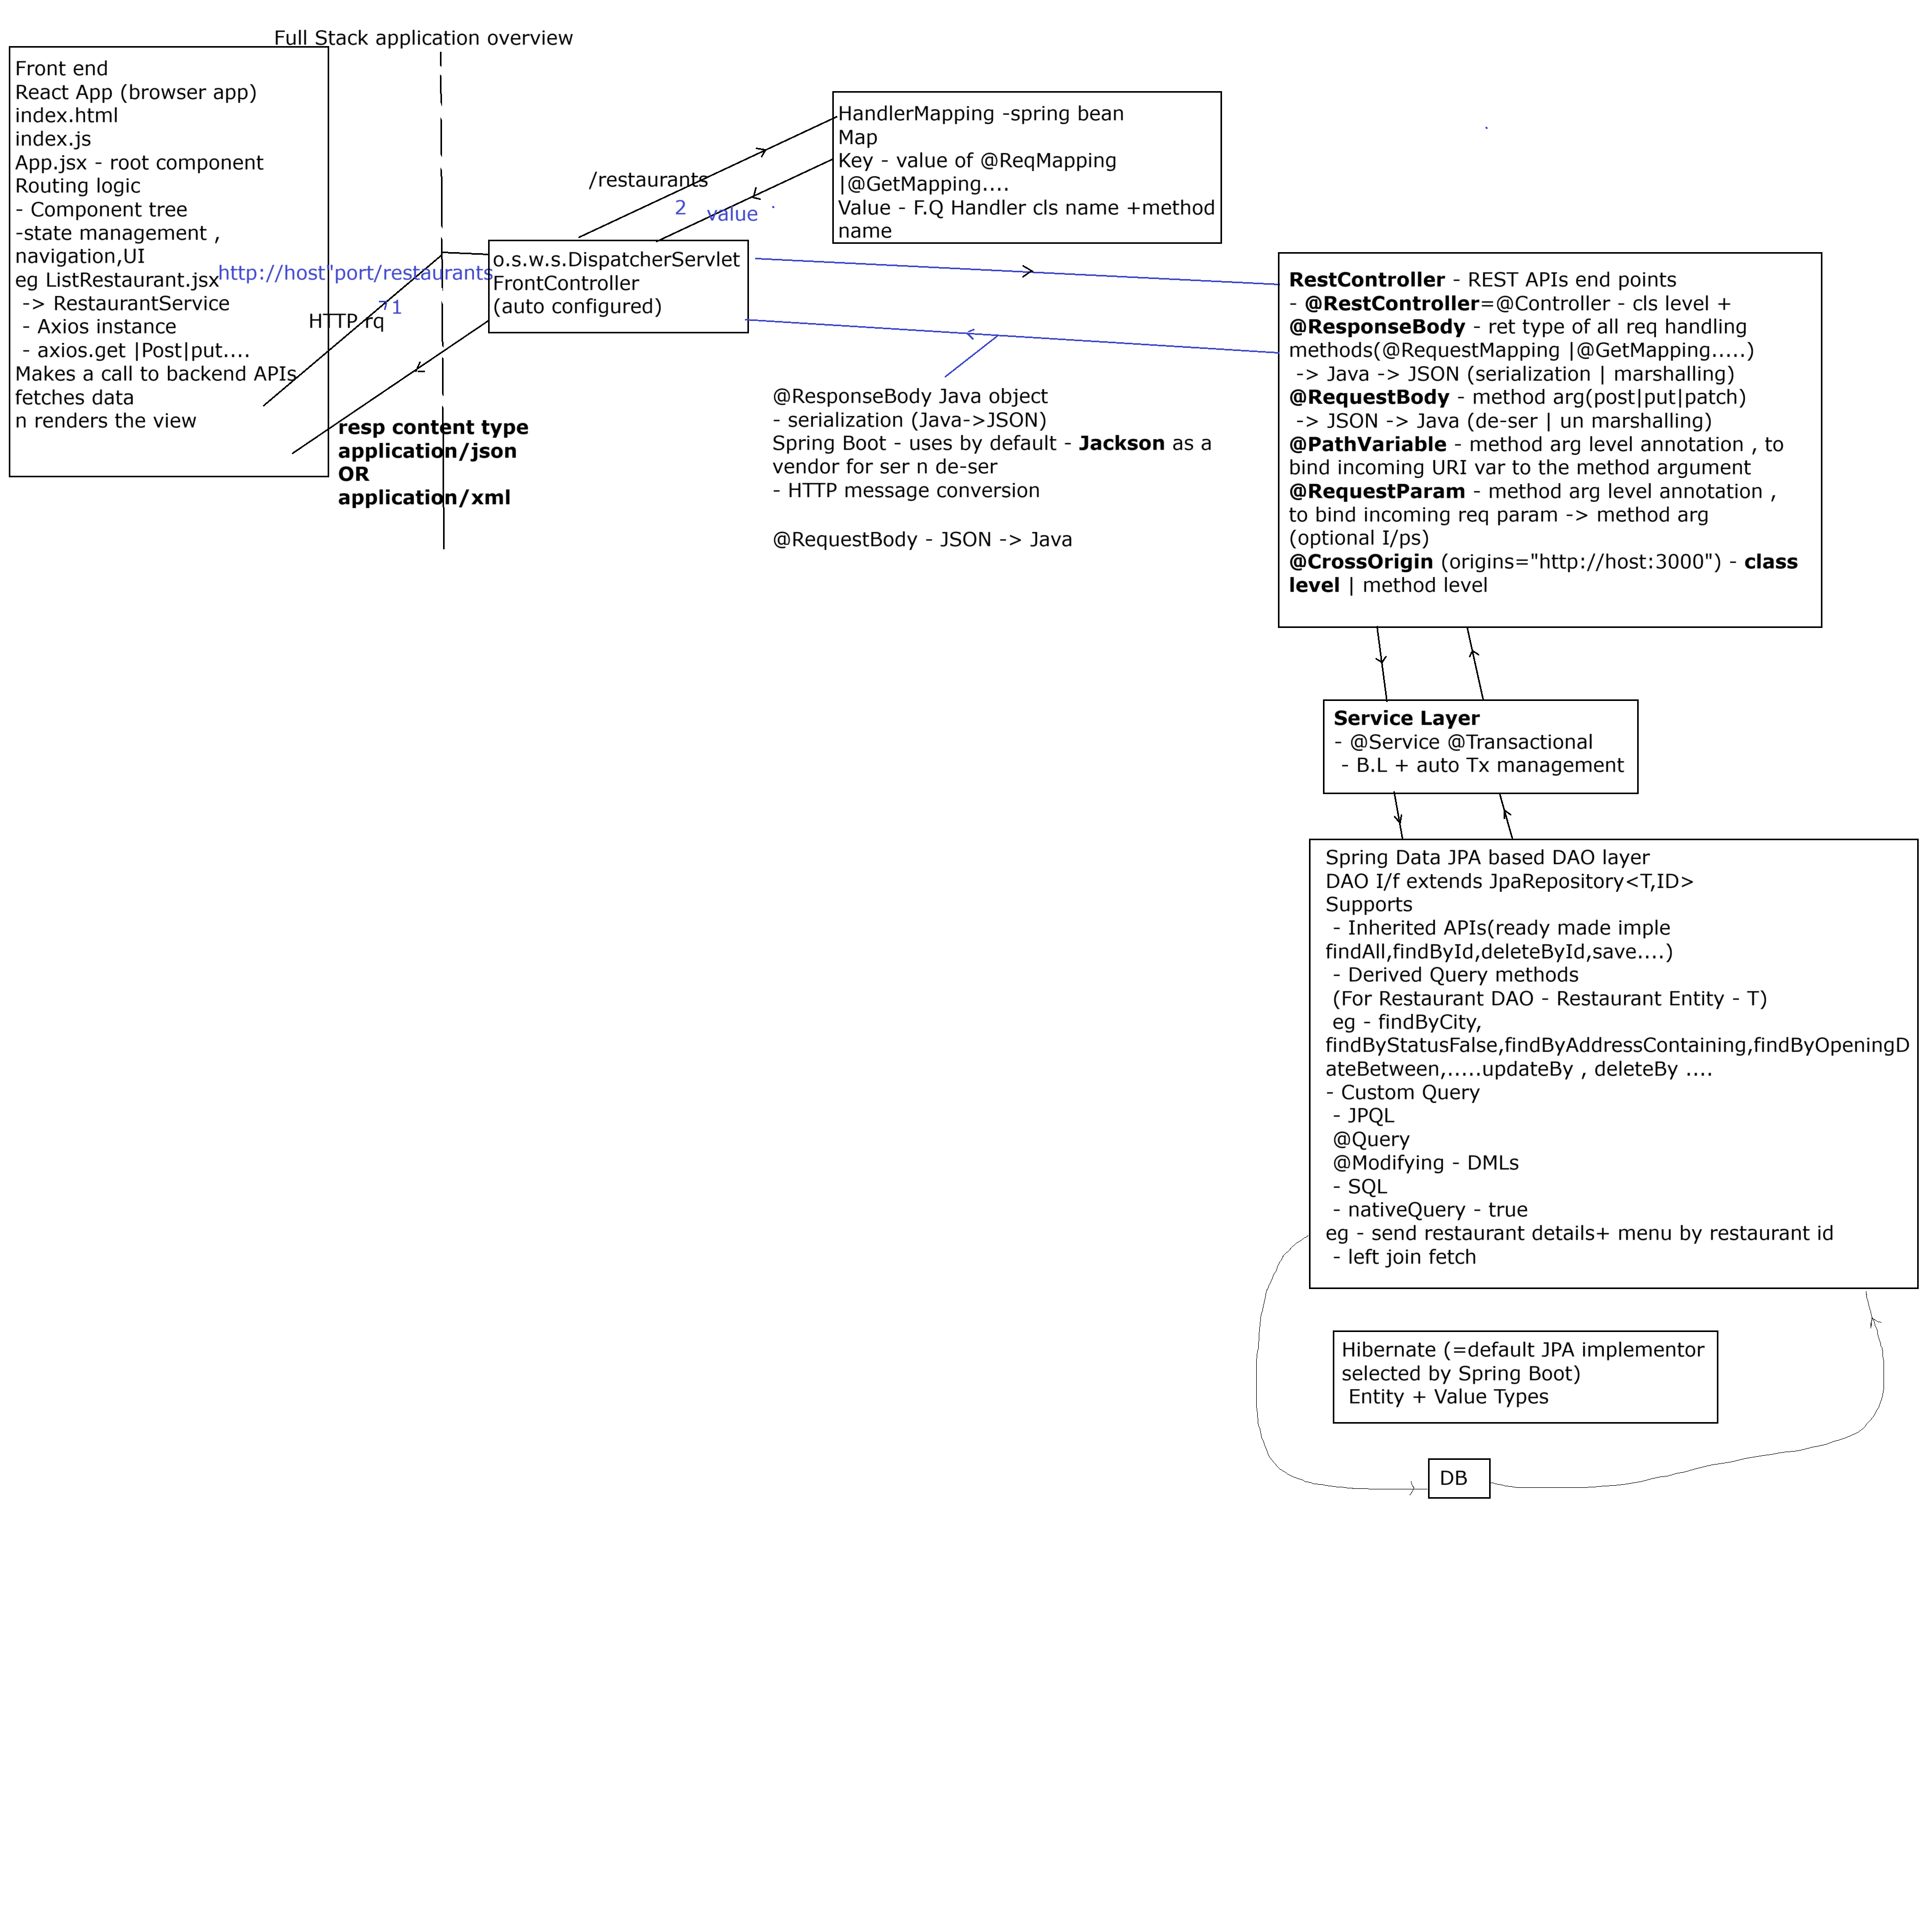 Full Stack application overview
Front end
React App (browser app)
index.html
index.js
App.jsx - root component
Routing logic
- Component tree
-state management ,
navigation,UI
eg ListRestaurant.jsx
-> RestaurantService
- Axios instance
- axios.get |Post|put....
Makes a call to backend APIs
fetches data
n renders the view
http://host"port/restaurants
1
HTTP rq
resp content type
application/json
OR
application/xml
/restaurants
2
value
HandlerMapping -spring bean
Map
Key - value of @ReqMapping
|@GetMapping....
Value - F.Q Handler cls name +method
name
o.s.w.s.DispatcherServlet
FrontController
(auto configured)
@ResponseBody Java object
- serialization (Java->JSON)
Spring Boot - uses by default - Jackson as a
vendor for ser n de-ser
- HTTP message conversion
@RequestBody - JSON -> Java
RestController - REST APIs end points
- @RestController=@Controller - cls level +
@ResponseBody - ret type of all req handling
methods(@RequestMapping |@GetMapping.....)
-> Java -> JSON (serialization | marshalling)
@RequestBody - method arg(post|put|patch)
-> JSON -> Java (de-ser | un marshalling)
@PathVariable - method arg level annotation , to
bind incoming URI var to the method argument
@RequestParam - method arg level annotation ,
to bind incoming req param -> method arg
(optional I/ps)
@CrossOrigin (origins="http://host:3000") - class
level | method level
Service Layer
- @Service @Transactional
- B.L + auto Tx management
Spring Data JPA based DAO layer
DAO I/f extends JpaRepository<T,ID>
Supports
- Inherited APIs(ready made imple
findAll,findById,deleteById,save....)
- Derived Query methods
(For Restaurant DAO - Restaurant Entity - T)
eg - findByCity,
findByStatusFalse,findByAddressContaining,findByOpeningD
ateBetween,.....updateBy , deleteBy ....
- Custom Query
- JPQL
@Query
@Modifying - DMLs
- SQL
- nativeQuery - true
eg - send restaurant details+ menu by restaurant id
- left join fetch
Hibernate (=default JPA implementor
selected by Spring Boot)
Entity + Value Types
DB